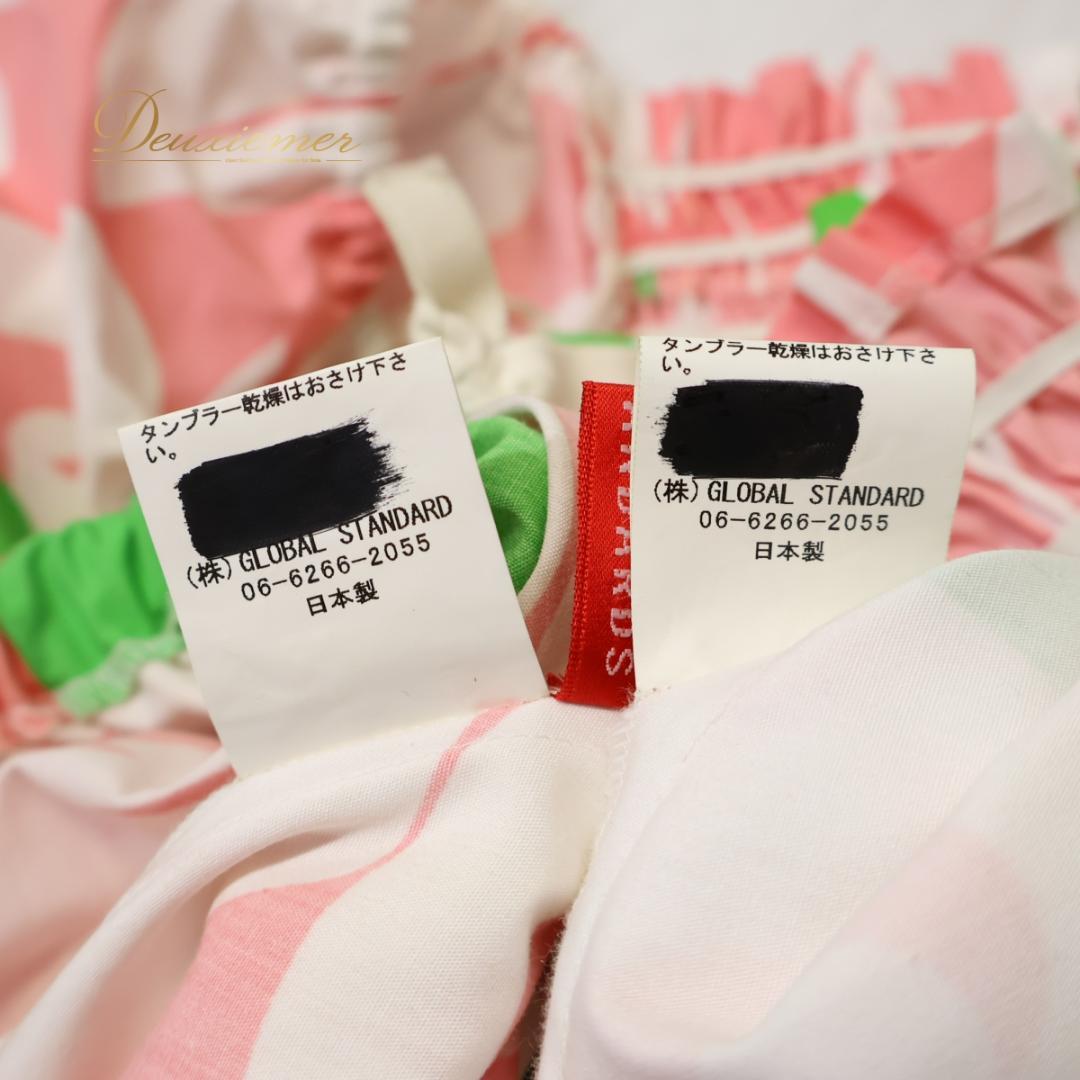 Deuxiemer
タンブラー乾燥はおさけ下さ
い。
(株)GLOBAL STANDARD
06-6266-2055
日本製
ANDARDS
タンブラー乾燥はおさけ下さ
い。
(株)GLOBAL STANDARD
06-6266-2055
日本製